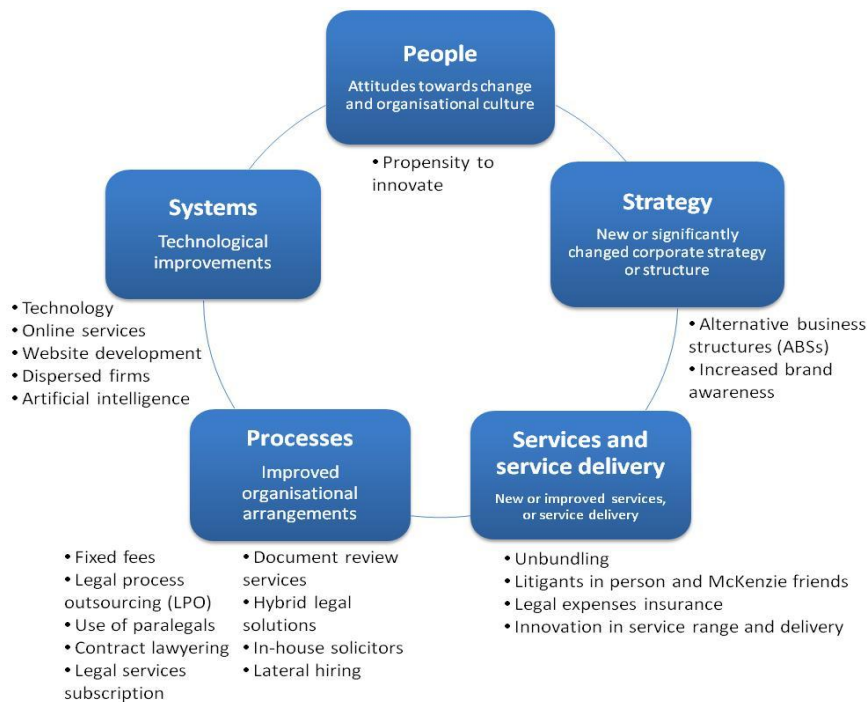 People
Attitudes towards change
and organisational culture
• Propensity to
innovate
Strategy
New or significantly
changed corporate strategy
or structure
• Alternative business
structures (ABSs)
• Increased brand
awareness
Services and
service delivery
New or improved services,
or service delivery
• Unbundling
• Litigants in person and McKenzie friends
• Legal expenses insurance
• Innovation in service range and delivery
Processes
Improved
organisational
arrangements
• Fixed fees
• Legal process
outsourcing (LPO)
• Use of paralegals
• Contract lawyering
• Legal services
subscription
• Document review
services
• Hybrid legal
solutions
• In-house solicitors
• Lateral hiring
Systems
Technological
improvements
• Technology
• Online services
• Website development
• Dispersed firms
• Artificial intelligence